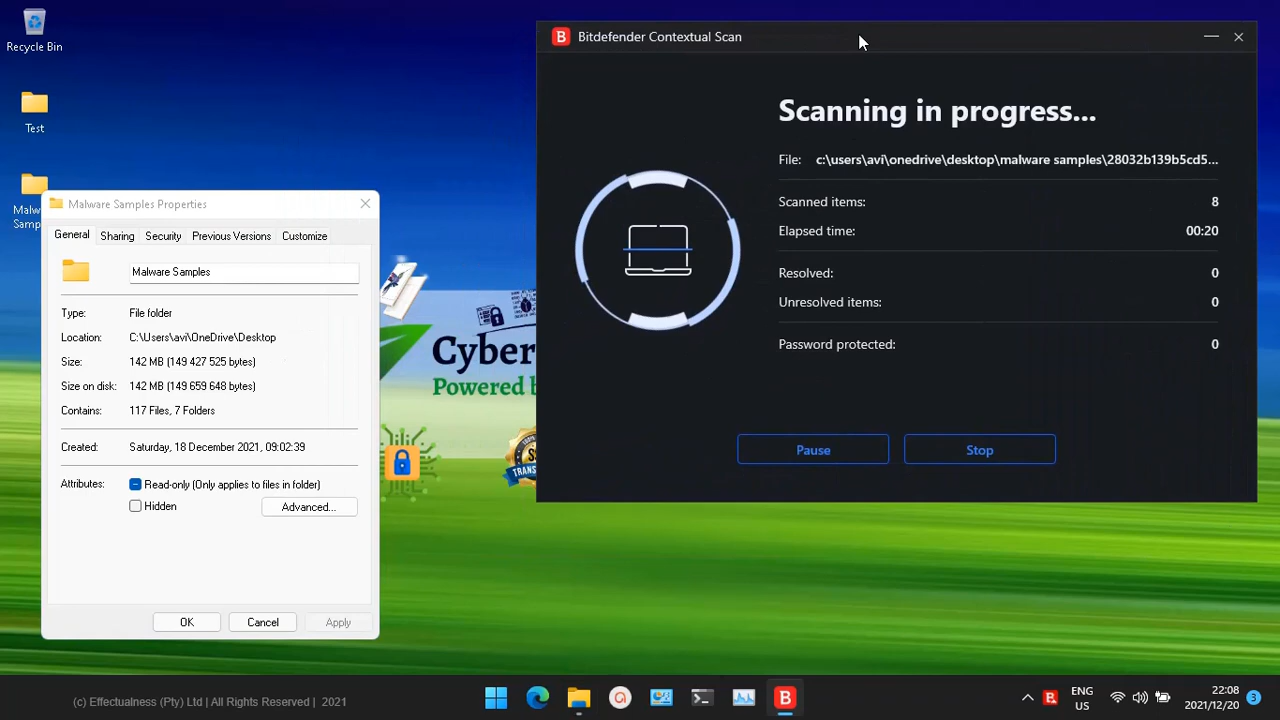 Recycle Bin
Test
Malware Samples Properties
General
Sharing
Security
Previous Versions
Customize
Malware Samples
Type:
File folder
Location:
C:\Users\avi\OneDrive\Desktop
Size:
142 MB (149 427 525 bytes)
Size on disk:
142 MB (149 659 648 bytes)
Contains:
117 Files, 7 Folders
Created:
Saturday, 18 December 2021, 09:02:39
Attributes:
Read-only (Only applies to files in folder)
Hidden
Advanced...
OK
Cancel
Apply
Cyber
Powered b
B Bitdefender Contextual Scan
Scanning in progress...
File: c:\users\avi\onedrive\desktop\malware samples\28032b139b5cd5...
Scanned items: 8
Elapsed time: 00:20
Resolved: 0
Unresolved items: 0
Password protected: 0
Pause
Stop
(c) Effectualness (Pty) Ltd | All Rights Reserved | 2021
B
B
ENG
US
22:08
2021/12/20
3